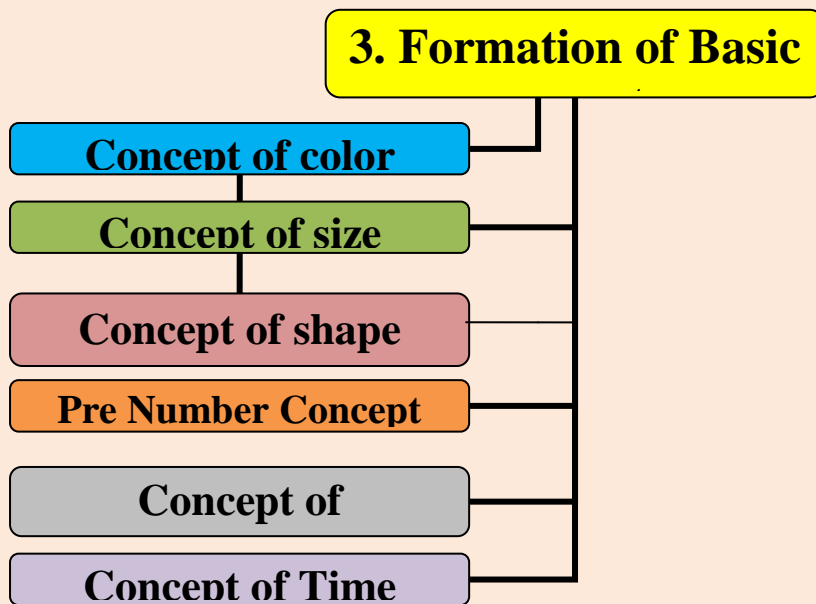 3. Formation of Basic
Concept of color
Concept of size
Concept of shape
Pre Number Concept
Concept of
Concept of Time